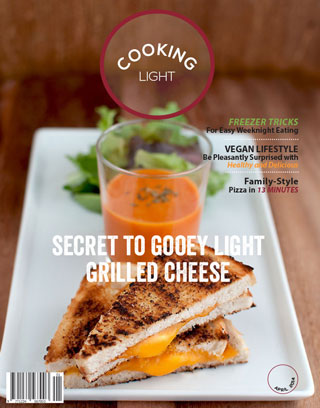 COOKING
LIGHT
FREEZER TRICKS
For Easy Weeknight Eating
VEGAN LIFESTYLE
Be Pleasantly Surprised with
Healthy and Delicious
Family-Style
Pizza in 13 MINUTES
SECRET TO GOOEY LIGHT
GRILLED CHEESE